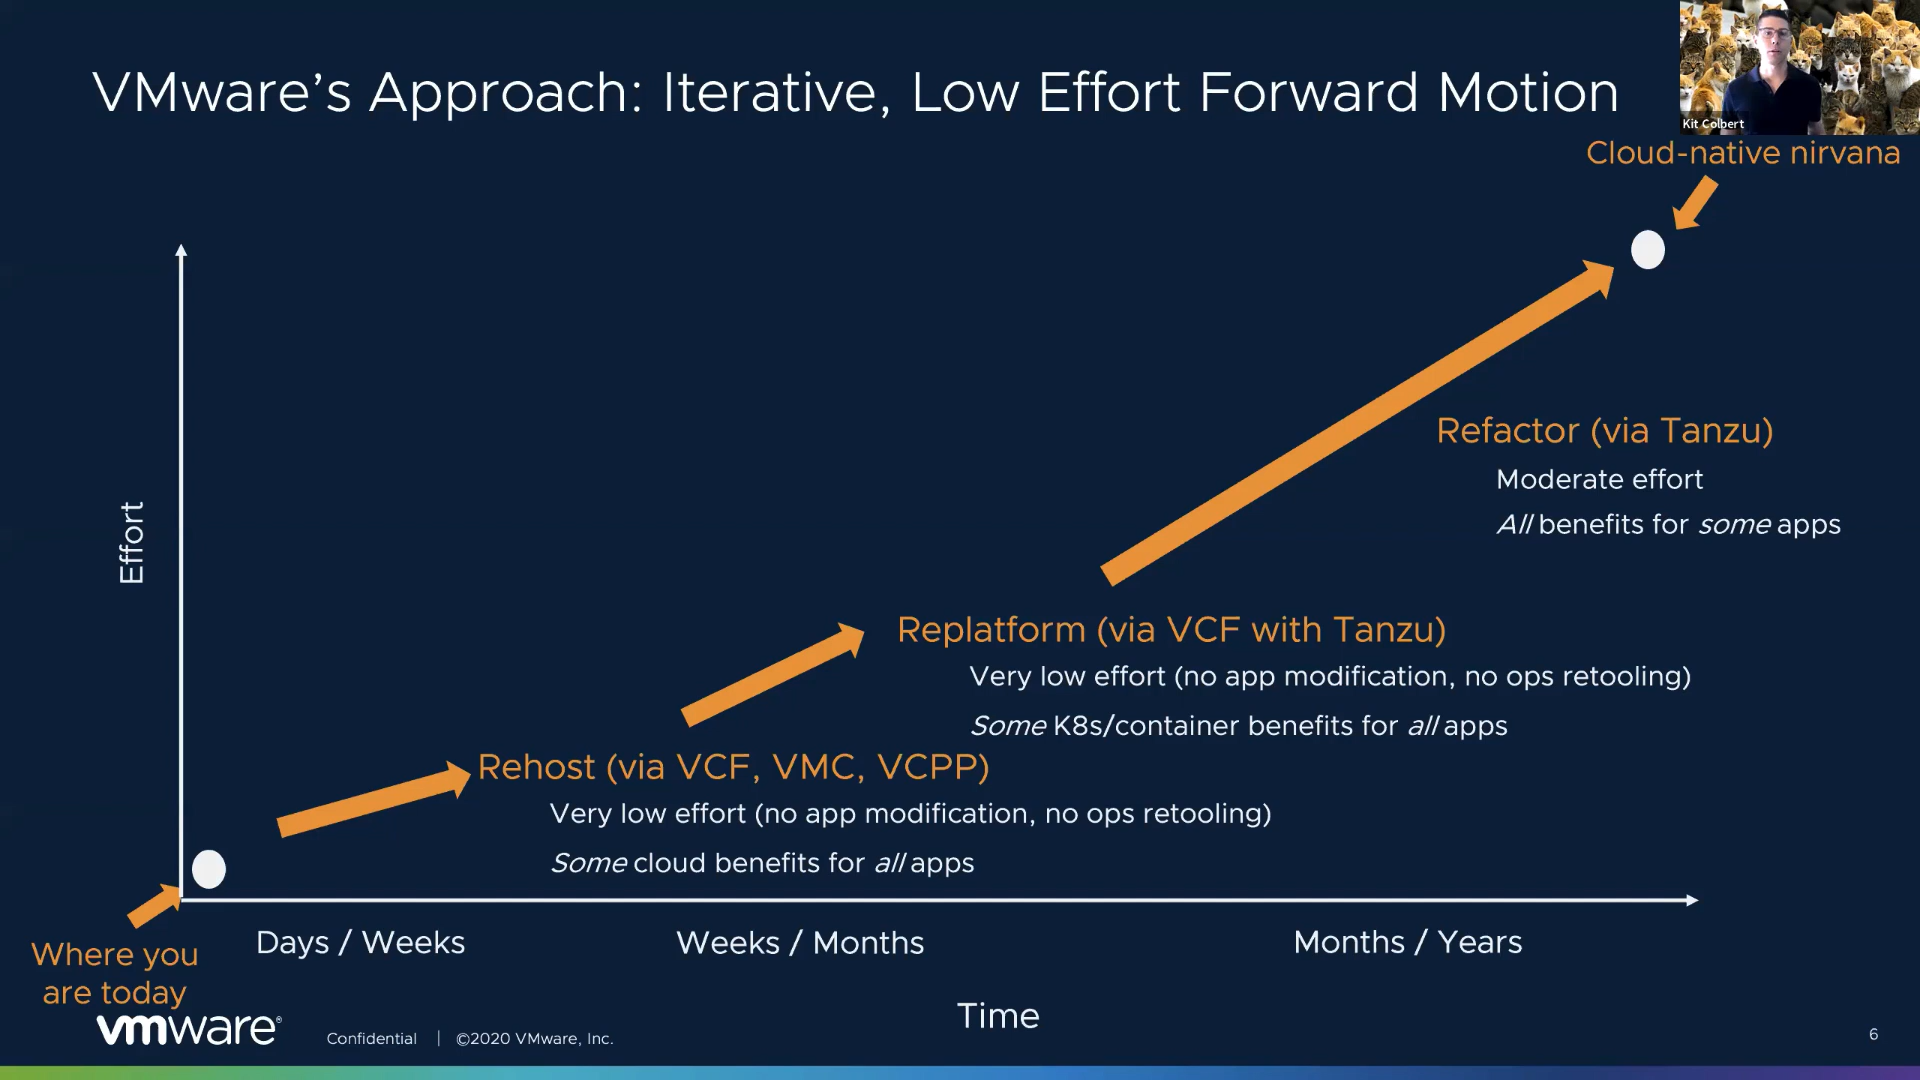 VMware's Approach: Iterative, Low Effort Forward Motion
Kit Colbert
Cloud-native nirvana
Refactor (via Tanzu)
Moderate effort
All benefits for some apps
Effort
Replatform (via VCF with Tanzu)
Very low effort (no app modification, no ops retooling)
Some K8s/container benefits for all apps
Rehost (via VCF, VMC, VCPP)
Very low effort (no app modification, no ops retooling)
Some cloud benefits for all apps
Where you
are today
Days / Weeks
Weeks / Months
Months / Years
Time
vmware®
Confidential | ©2020 VMware, Inc.
6